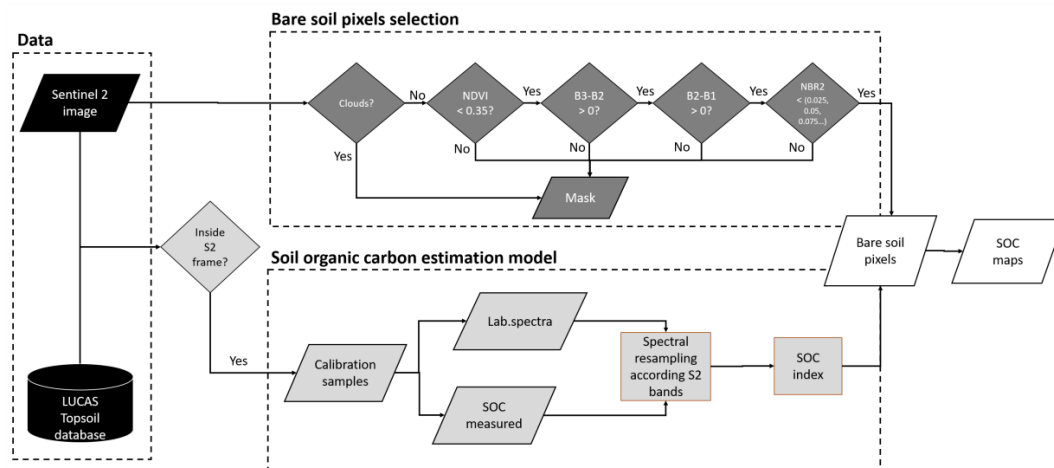 Bare soil pixels selection
Data
Sentinel 2
image
Clouds?
No
NDVI
< 0.35?
Yes
B3-B2
> 0?
Yes
B2-B1
> 0?
Yes
NBR2
< (0.025,
0.05,
0.075...)
Yes
Yes
No
No
No
No
Mask
Inside
S2
frame?
Bare soil
pixels
SOC
maps
Soil organic carbon estimation model
Yes
Calibration
samples
Lab.spectra
SOC
measured
Spectral
resampling
according S2
bands
SOC
index
LUCAS
Topsoil
database